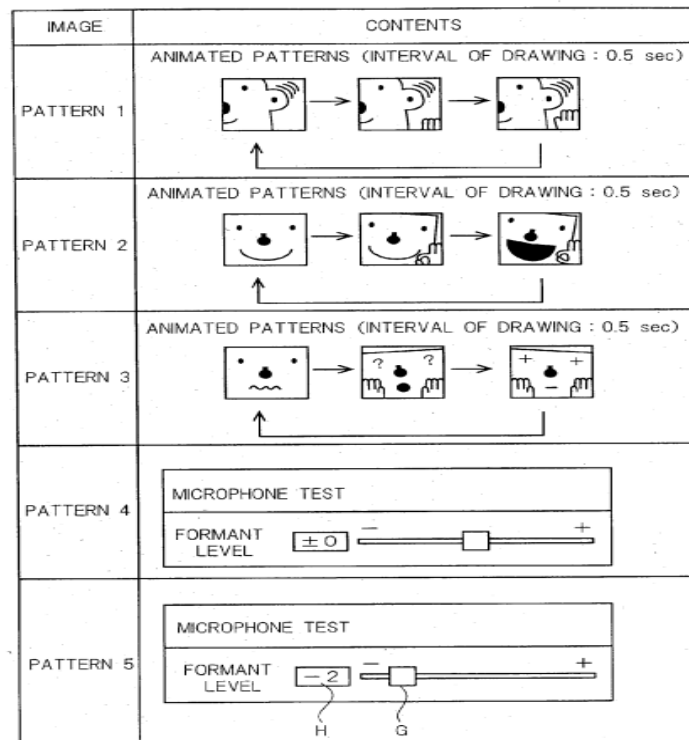 IMAGE CONTENTS
PATTERN 1
ANIMATED PATTERNS (INTERVAL OF DRAWING : 0.5 sec)
PATTERN 2
ANIMATED PATTERNS (INTERVAL OF DRAWING : 0.5 sec)
PATTERN 3
ANIMATED PATTERNS (INTERVAL OF DRAWING : 0.5 sec)
? ?
+ +
PATTERN 4
MICROPHONE TEST
FORMANT LEVEL ±0 − +
PATTERN 5
MICROPHONE TEST
FORMANT LEVEL −2 − +
H G